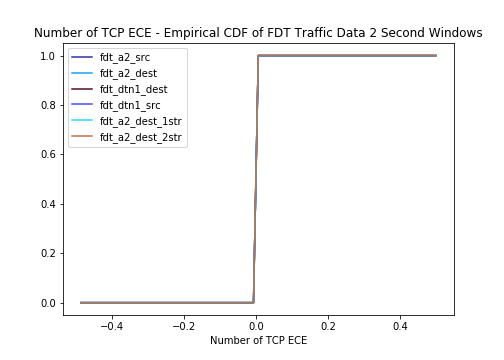 Number of TCP ECE - Empirical CDF of FDT Traffic Data 2 Second Windows
fdt_a2_src
fdt_a2_dest
fdt_dtn1_dest
fdt_dtn1_src
fdt_a2_dest_1str
fdt_a2_dest_2str
1.0
0.8
0.6
0.4
0.2
0.0
−0.4 −0.2 0.0 0.2 0.4
Number of TCP ECE